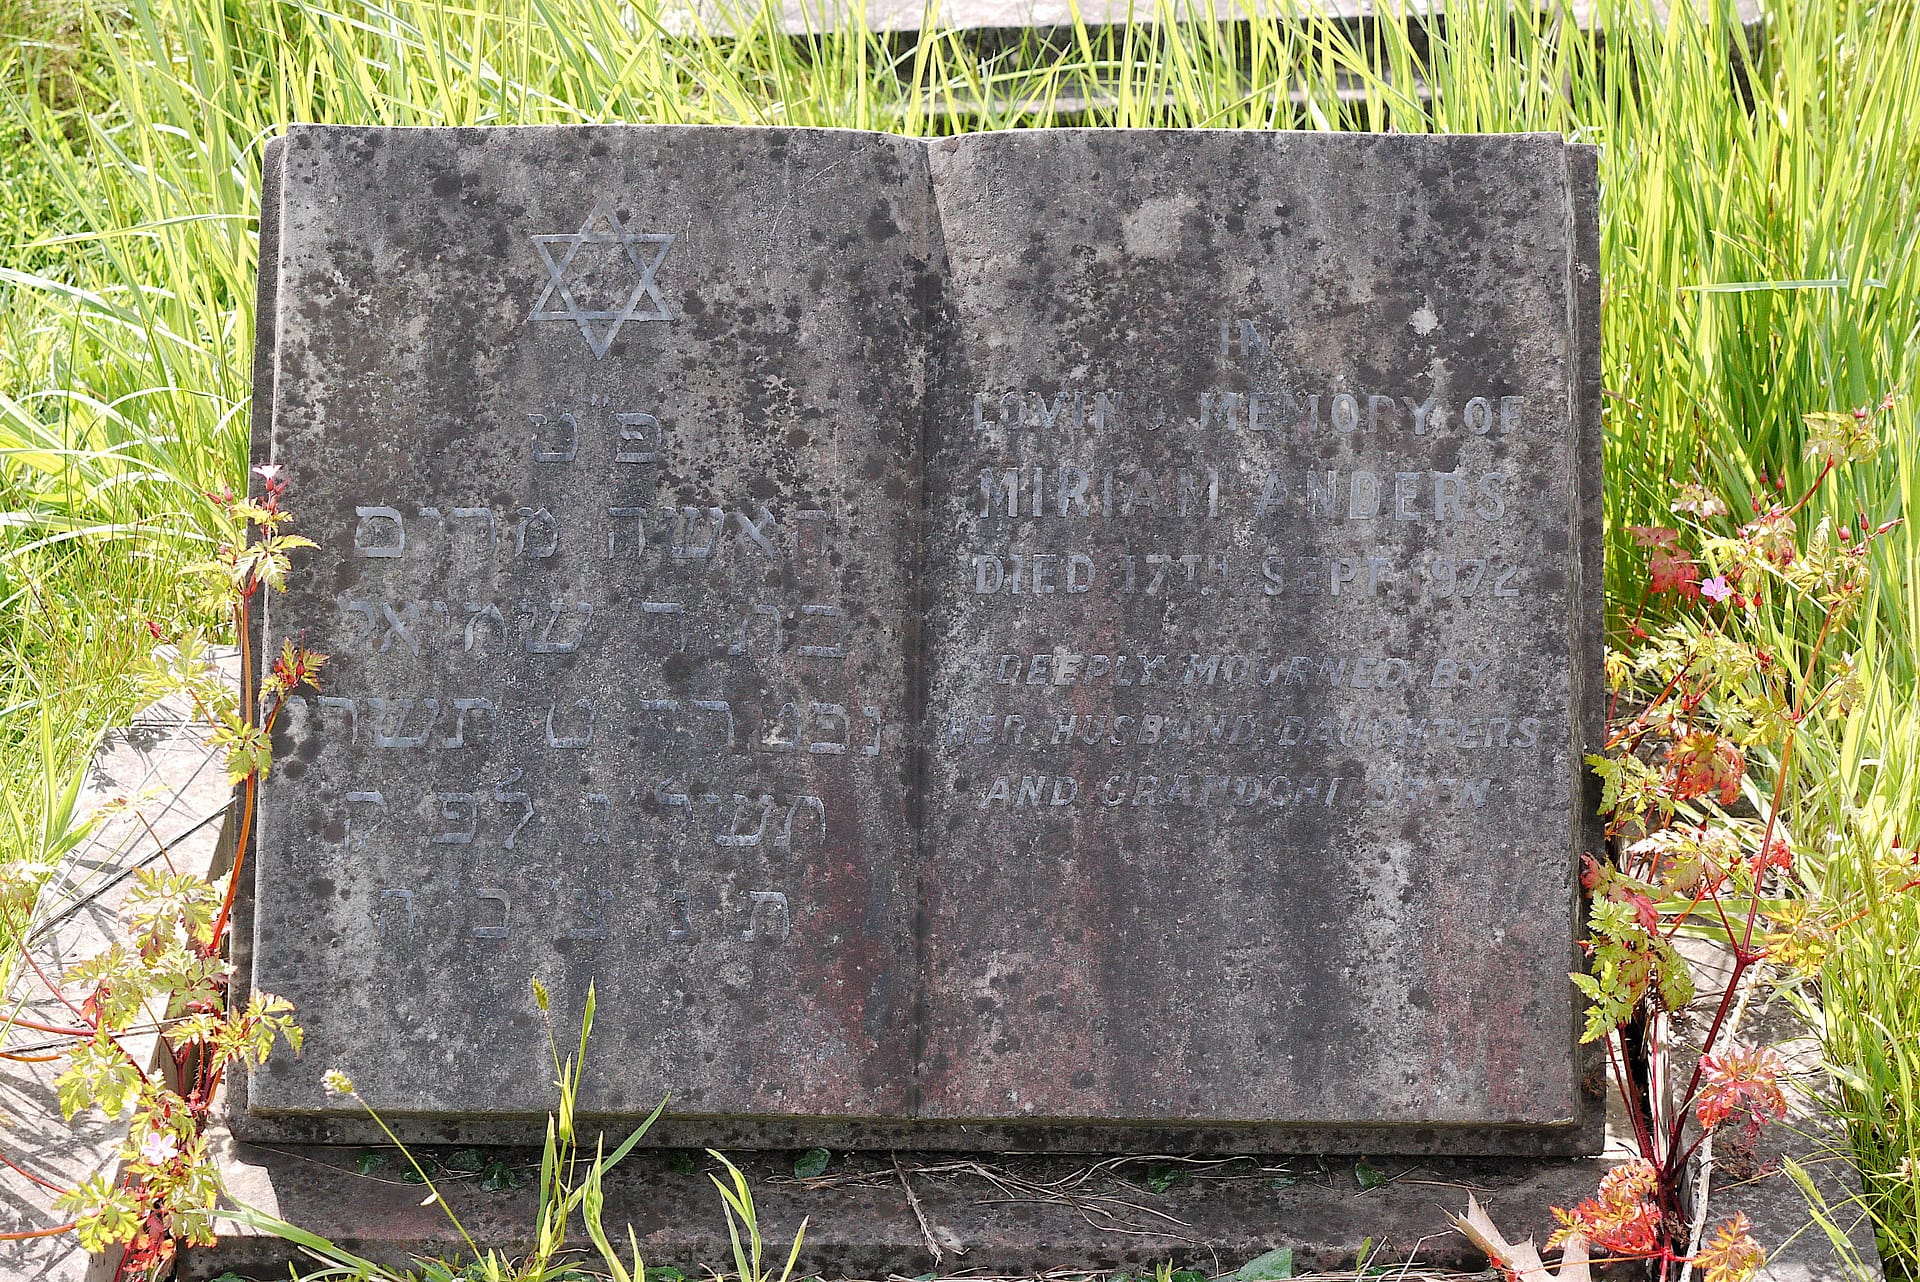 פ"ט
האשה מרים
בת ר' שמואל
נפטרה ט תשרי
תשל'ג לפ'ק
ת נ צ ב ה
IN
LOVING MEMORY OF
MIRIAM ANDERS
DIED 17TH SEPT. 1972
DEEPLY MOURNED BY
HER HUSBAND, DAUGHTERS
AND GRANDCHILDREN